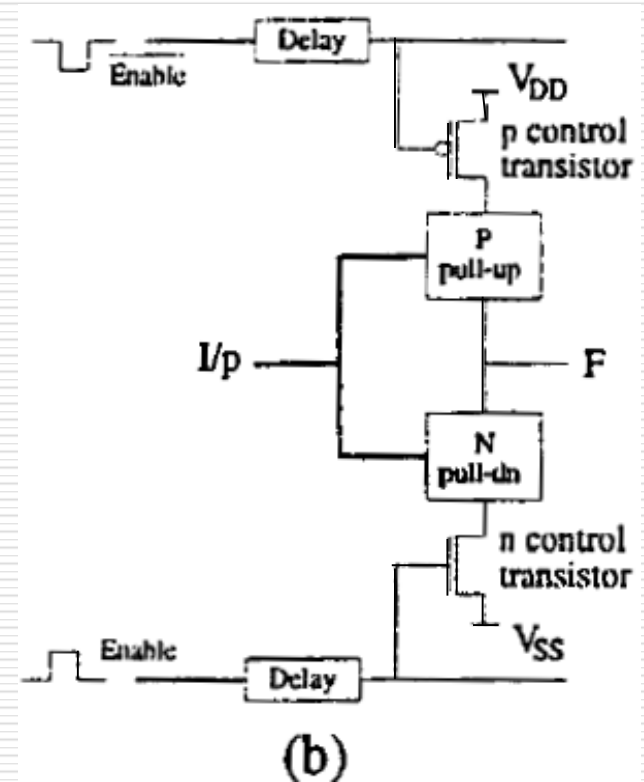 Delay
Enable
VDD
p control
transistor
P
pull-up
I/p
F
N
pull-dn
n control
transistor
Enable
VSS
Delay
(b)